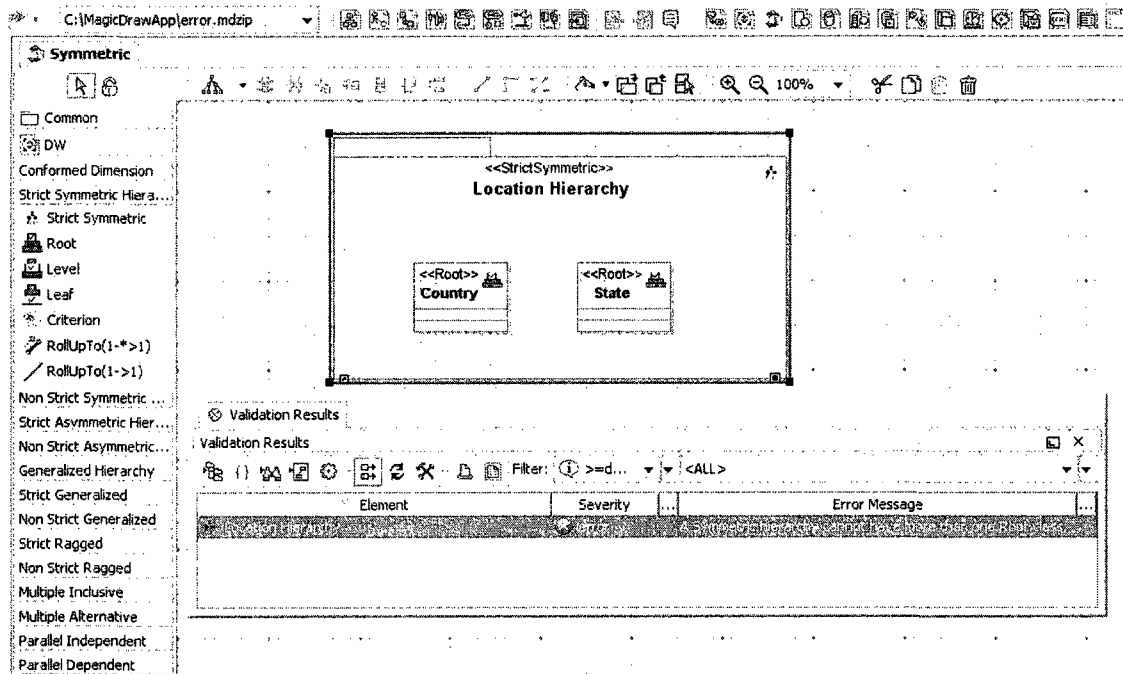 C:\MagicDrawApp\error.mdzip
Symmetric
100%
Common
DW
Conformed Dimension
Strict Symmetric Hiera...
Strict Symmetric
Root
Level
Leaf
Criterion
RollUpTo(1-*>1)
RollUpTo(1->1)
Non Strict Symmetric ...
Strict Asymmetric Hier...
Non Strict Asymmetric...
Generalized Hierarchy
Strict Generalized
Non Strict Generalized
Strict Ragged
Non Strict Ragged
Multiple Inclusive
Multiple Alternative
Parallel Independent
Parallel Dependent
<<StrictSymmetric>>
Location Hierarchy
<<Root>>
Country
<<Root>>
State
Validation Results
Validation Results
Filter: >=d... <ALL>
Element Severity ... Error Message ...
error